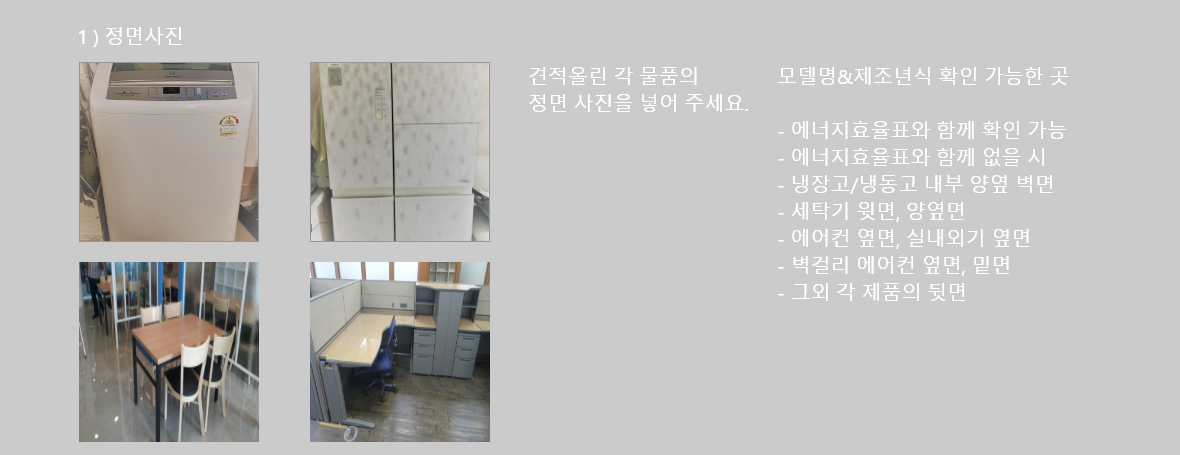 1 ) 정면사진
견적올린 각 물품의
정면 사진을 넣어 주세요.
모델명&제조년식 확인 가능한 곳
- 에너지효율표와 함께 확인 가능
- 에너지효율표와 함께 없을 시
- 냉장고/냉동고 내부 양옆 벽면
- 세탁기 윗면, 양옆면
- 에어컨 옆면, 실내외기 옆면
- 벽걸리 에어컨 옆면, 밑면
- 그외 각 제품의 뒷면